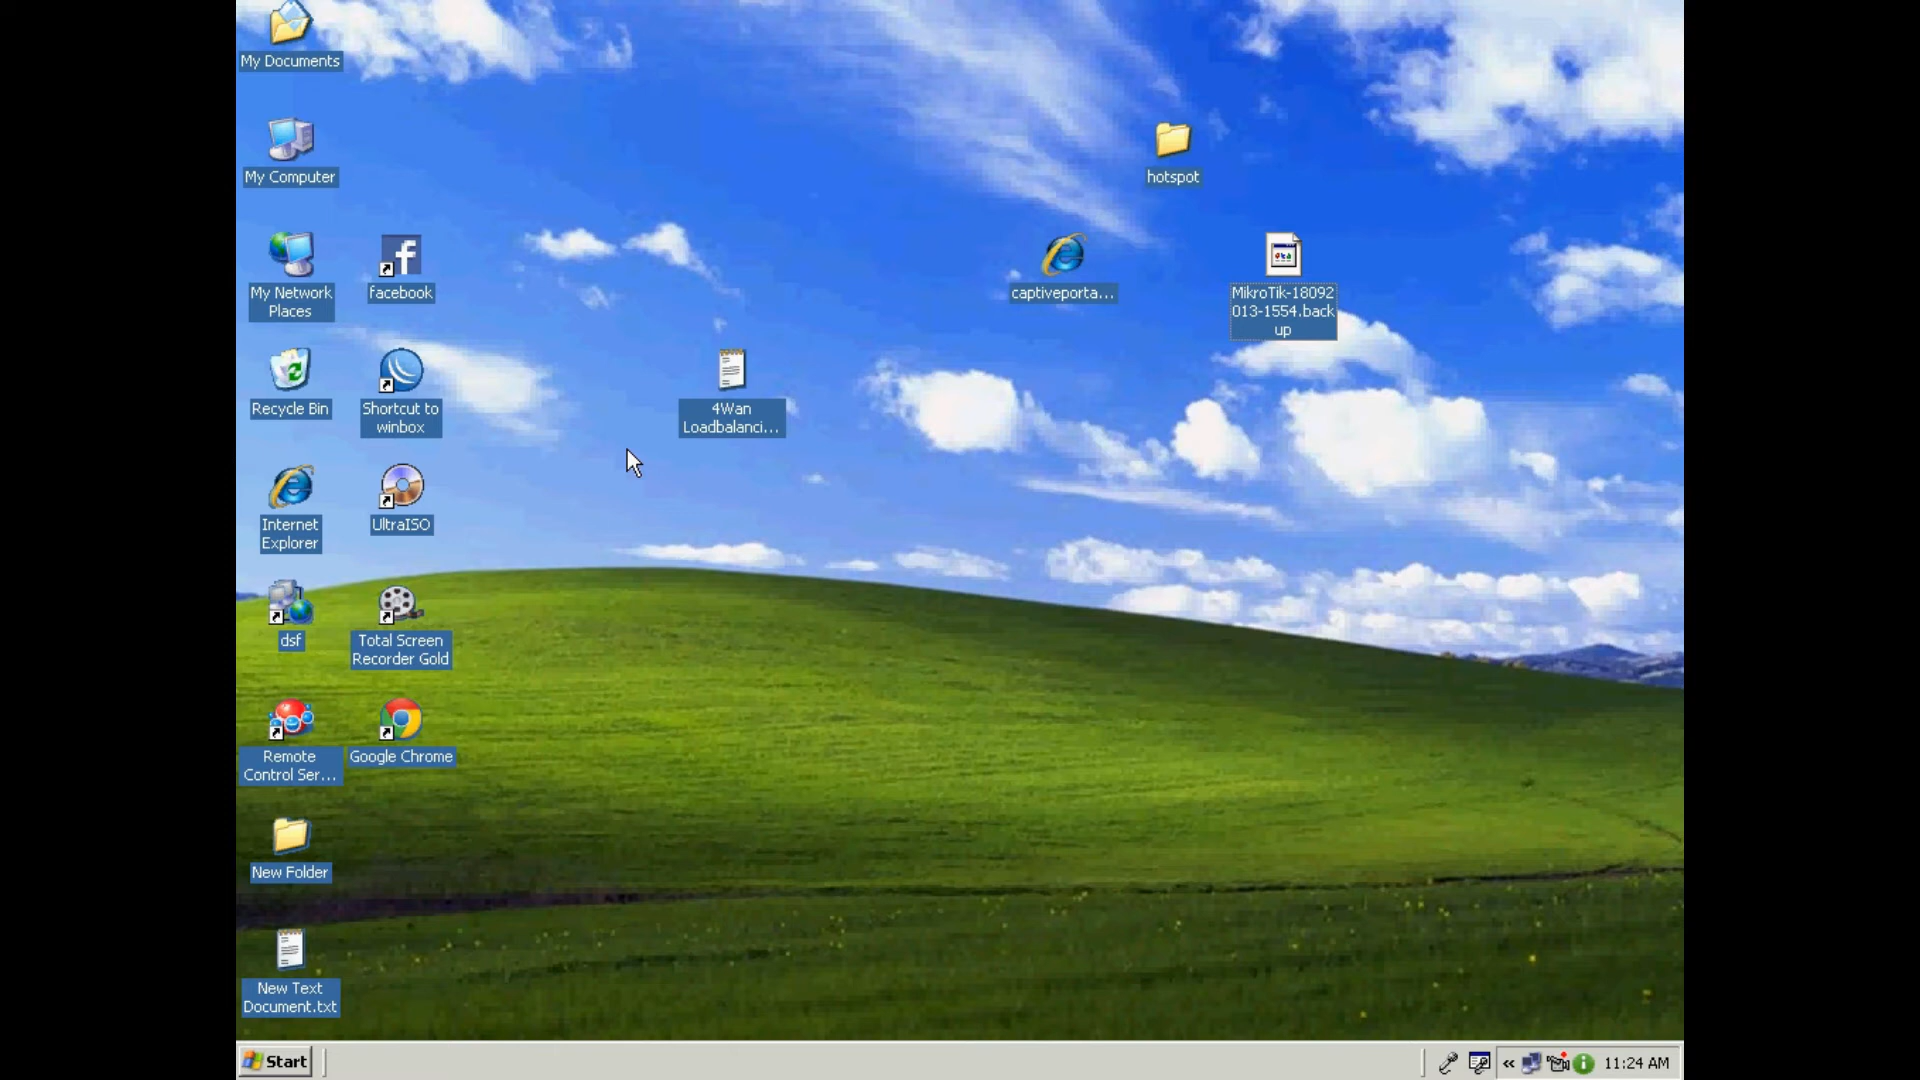 My Documents
My Computer
hotspot
My Network
Places
facebook
captiveporta...
MikroTik-18092
013-1554.back
up
Recycle Bin
Shortcut to
winbox
4Wan
Loadbalanci...
Internet
Explorer
UltraISO
dsf
Total Screen
Recorder Gold
Remote
Control Ser...
Google Chrome
New Folder
New Text
Document.txt
Start
11:24 AM